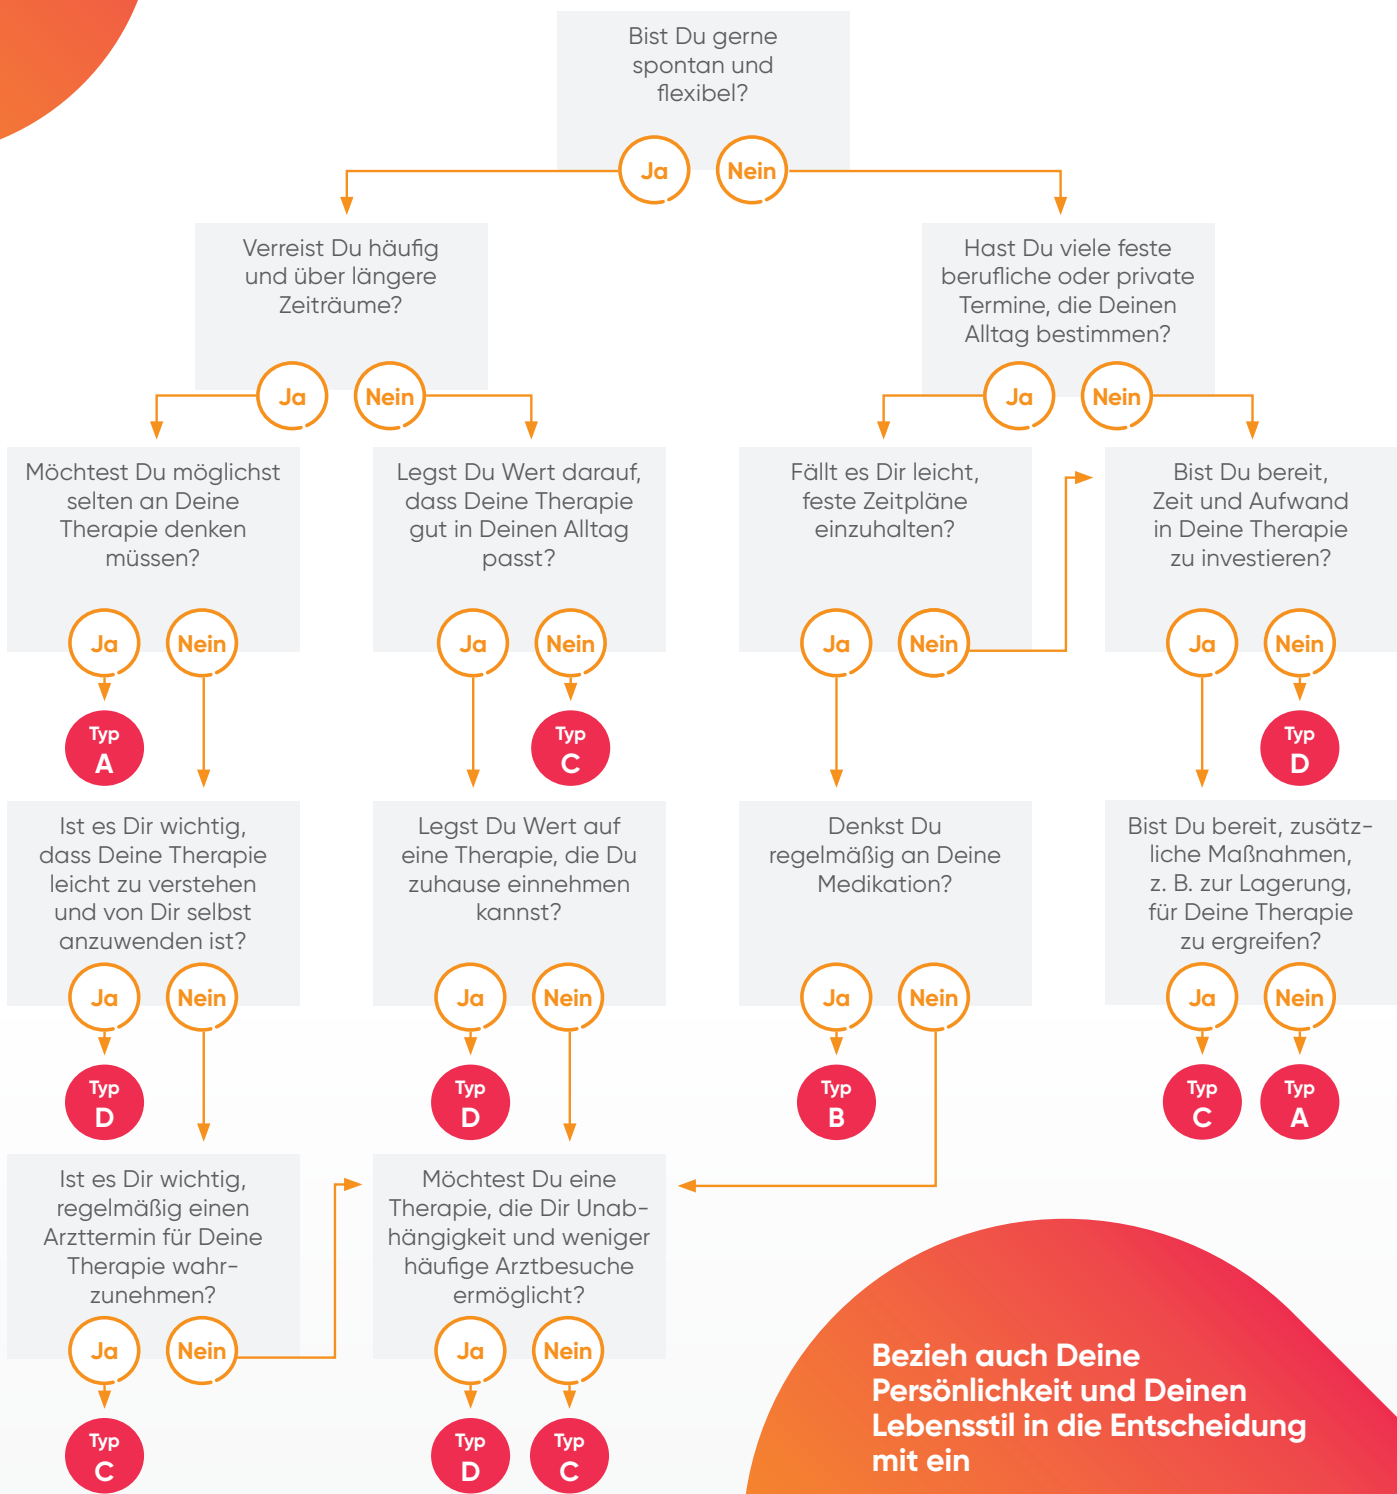 Bist Du gerne
spontan und
flexibel?
Ja
Nein
Verreist Du häufig
und über längere
Zeiträume?
Ja
Nein
Hast Du viele feste
berufliche oder private
Termine, die Deinen
Alltag bestimmen?
Ja
Nein
Möchtest Du möglichst
selten an Deine
Therapie denken
müssen?
Ja
Nein
Legst Du Wert darauf,
dass Deine Therapie
gut in Deinen Alltag
passt?
Ja
Nein
Fällt es Dir leicht,
feste Zeitpläne
einzuhalten?
Ja
Nein
Bist Du bereit,
Zeit und Aufwand
in Deine Therapie
zu investieren?
Ja
Nein
Typ
A
Typ
C
Typ
D
Ist es Dir wichtig,
dass Deine Therapie
leicht zu verstehen
und von Dir selbst
anzuwenden ist?
Ja
Nein
Legst Du Wert auf
eine Therapie, die Du
zuhause einnehmen
kannst?
Ja
Nein
Denkst Du
regelmäßig an Deine
Medikation?
Ja
Nein
Bist Du bereit, zusätz-
liche Maßnahmen,
z. B. zur Lagerung,
für Deine Therapie
zu ergreifen?
Ja
Nein
Typ
D
Typ
D
Typ
B
Typ
C
Typ
A
Ist es Dir wichtig,
regelmäßig einen
Arzttermin für Deine
Therapie wahr-
zunehmen?
Ja
Nein
Möchtest Du eine
Therapie, die Dir Unab-
hängigkeit und weniger
häufige Arztbesuche
ermöglicht?
Ja
Nein
Typ
C
Typ
D
Typ
C
Bezieh auch Deine
Persönlichkeit und Deinen
Lebensstil in die Entscheidung
mit ein